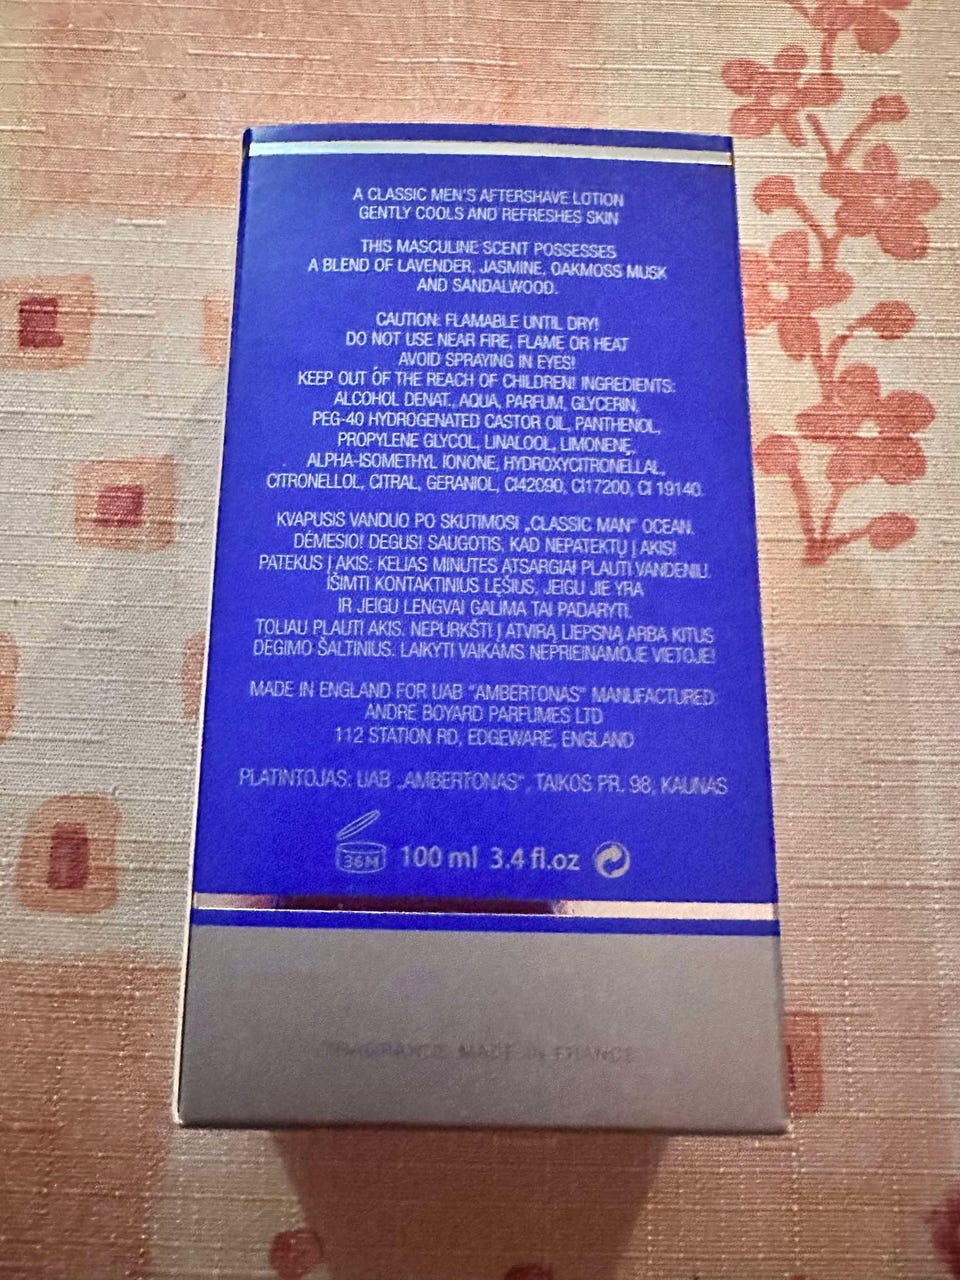 A CLASSIC MEN'S AFTERSHAVE LOTION
GENTLY COOLS AND REFRESHES SKIN
THIS MASCULINE SCENT POSSESSES
A BLEND OF LAVENDER, JASMINE, OAKMOSS MUSK
AND SANDALWOOD.
CAUTION: FLAMABLE UNTIL DRY!
DO NOT USE NEAR FIRE, FLAME OR HEAT
AVOID SPRAYING IN EYES!
KEEP OUT OF THE REACH OF CHILDREN! INGREDIENTS:
ALCOHOL DENAT., AQUA, PARFUM, GLYCERIN,
PEG-40 HYDROGENATED CASTOR OIL, PANTHENOL,
PROPYLENE GLYCOL, LINALOOL, LIMONENE,
ALPHA-ISOMETHYL IONONE, HYDROXYCITRONELLAL,
CITRONELLOL, CITRAL, GERANIOL, CI42090, CI17200, CI 19140.
KVAPUSIS VANDUO PO SKUTIMOSI „CLASSIC MAN“ OCEAN.
DĖMESIO! DEGUS! SAUGOTIS, KAD NEPATEKTŲ Į AKIS!
PATEKUS Į AKIS: KELIAS MINUTES ATSARGIAI PLAUTI VANDENIU.
IŠIMTI KONTAKTINIUS LĘŠIUS, JEIGU JIE YRA
IR JEIGU LENGVAI GALIMA TAI PADARYTI.
TOLIAU PLAUTI AKIS. NEPURKŠTI Į ATVIRĄ LIEPSNĄ ARBA KITUS
DEGIMO ŠALTINIUS. LAIKYTI VAIKAMS NEPRIEINAMOJE VIETOJE!
MADE IN ENGLAND FOR UAB "AMBERTONAS" MANUFACTURED:
ANDRE BOYARD PARFUMES LTD
112 STATION RD, EDGEWARE, ENGLAND
PLATINTOJAS: UAB „AMBERTONAS“, TAIKOS PR. 98, KAUNAS
36M 100 ml 3.4 fl.oz
FRAGRANCE MADE IN FRANCE